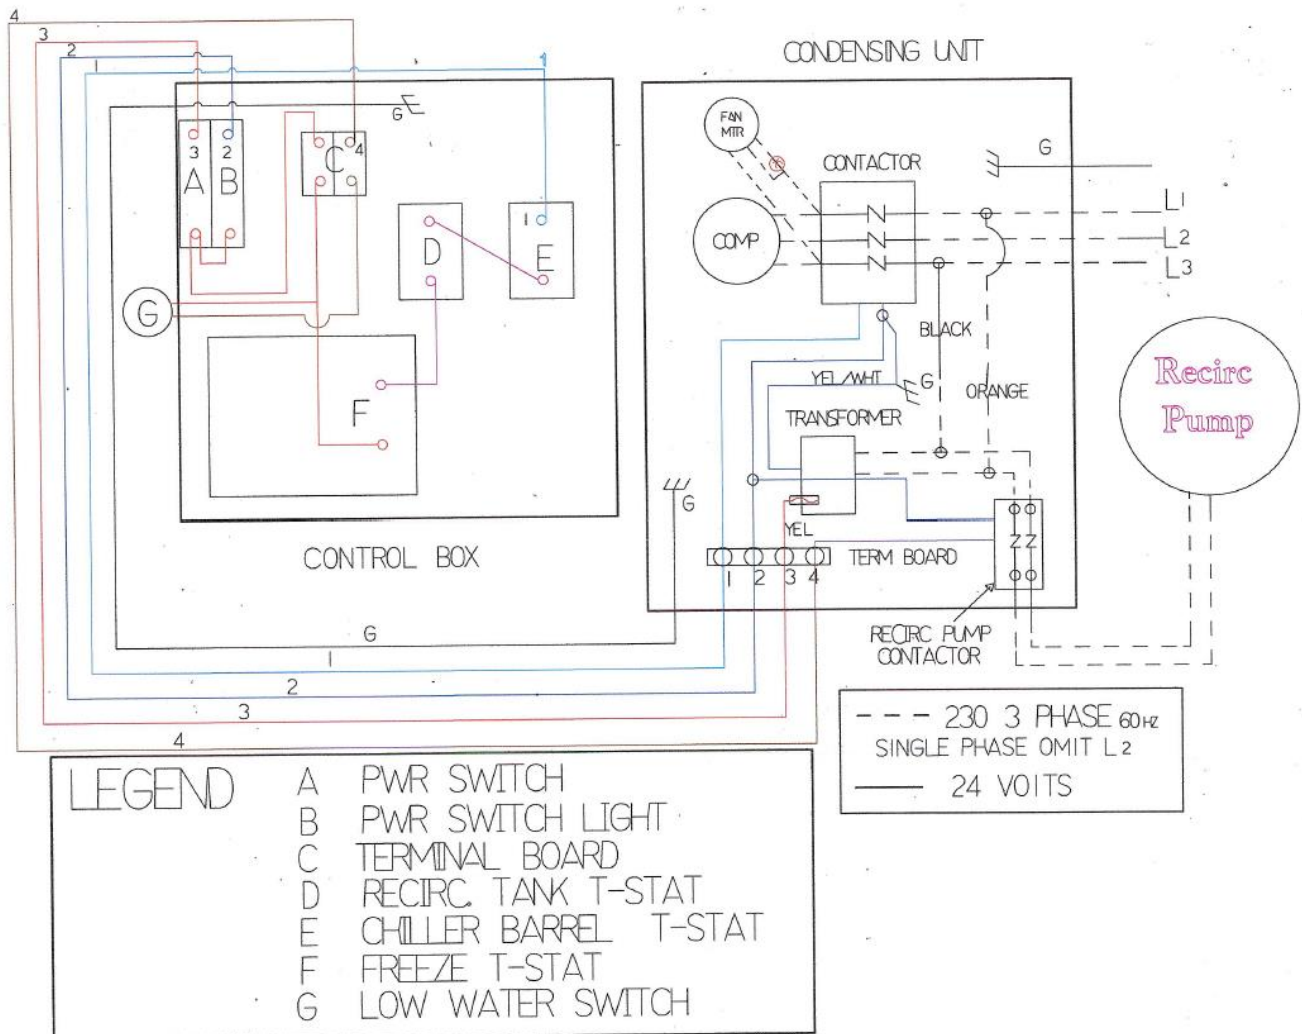 4
3
2
1
1
CONDENSING UNIT
G
3
2
A
B
C
4
D
1
E
G
F
CONTROL BOX
FAN
MTR
CONTACTOR
G
COMP
L1
L2
L3
BLACK
YEL/WHT
G
ORANGE
TRANSFORMER
Recirc
Pump
G
YEL
1
2
3
4
TERM BOARD
RECIRC PUMP
CONTACTOR
G
1
2
3
4
--- 230 3 PHASE 60HZ
SINGLE PHASE OMIT L2
24 VOITS
LEGEND
A PWR SWITCH
B PWR SWITCH LIGHT
C TERMINAL BOARD
D RECIRC. TANK T-STAT
E CHILLER BARREL T-STAT
F FREEZE T-STAT
G LOW WATER SWITCH